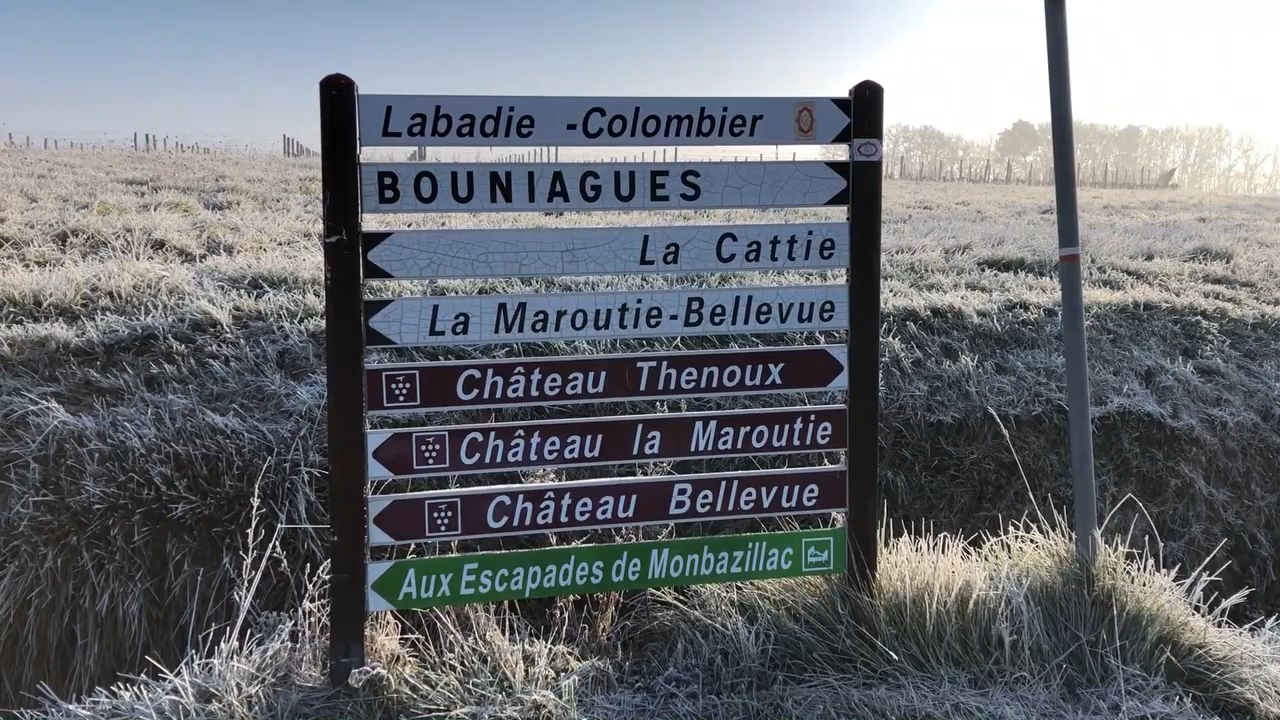 Labadie -Colombier
BOUNIAGUES
La Cattie
La Maroutie-Bellevue
Château Thenoux
Château la Maroutie
Château Bellevue
Aux Escapades de Monbazillac